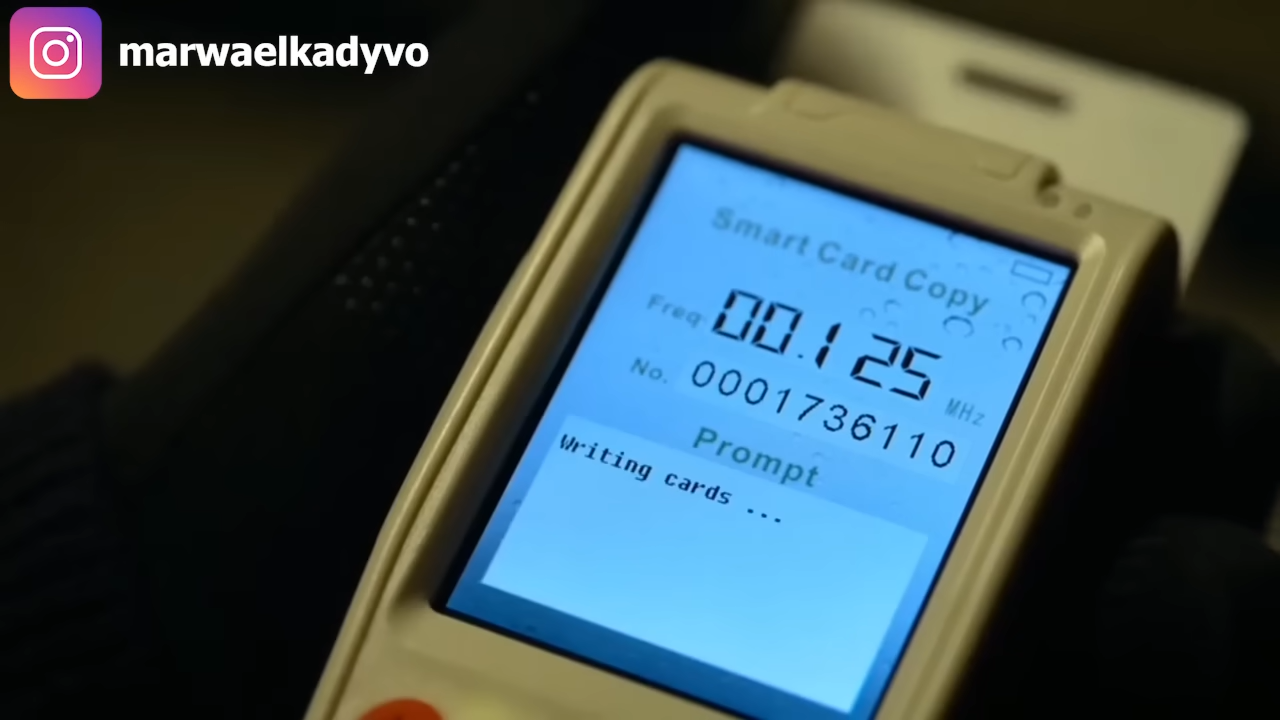 marwaelkadyvo
Smart Card Copy
Freq 00.125 MHz
No. 0001736110
Prompt
Writing cards ...